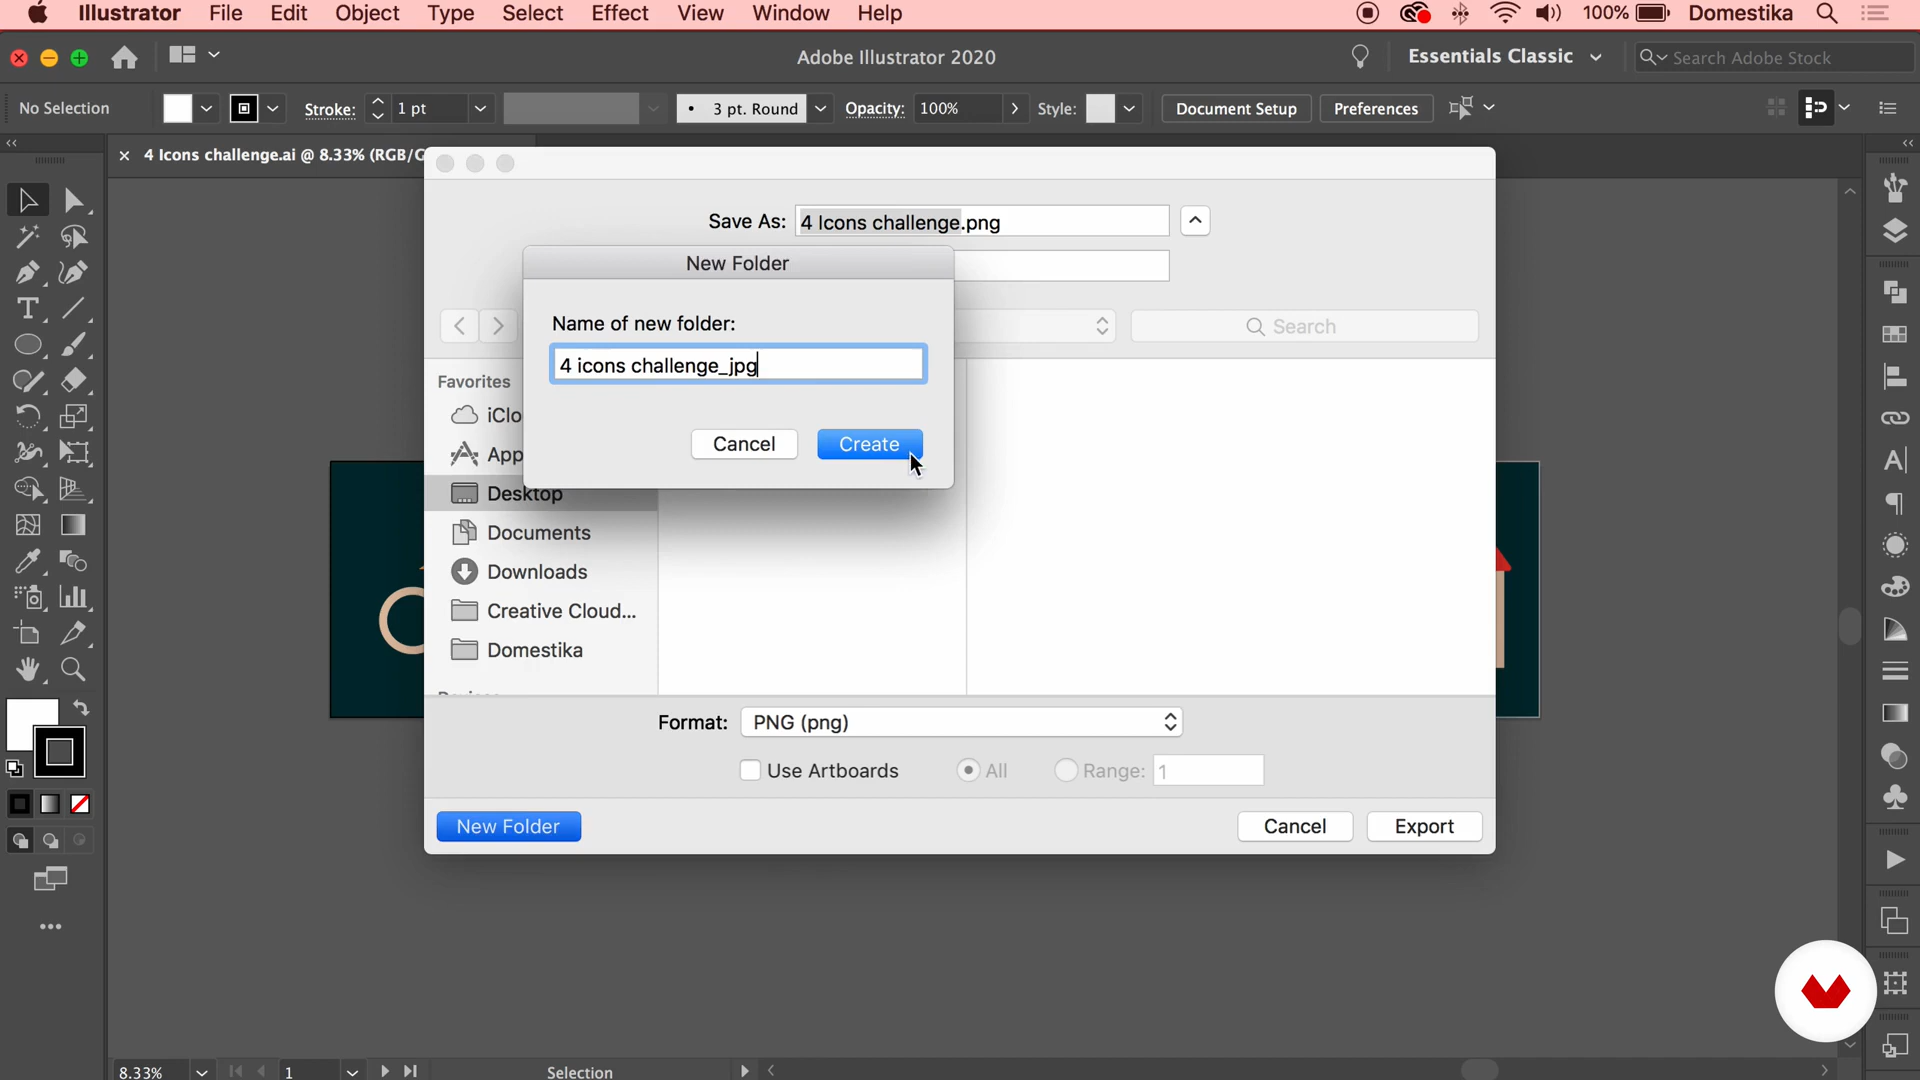 Illustrator File Edit Object Type Select Effect View Window Help 100% Domestika
Adobe Illustrator 2020 Essentials Classic Search Adobe Stock
No Selection Stroke: 1 pt 3 pt. Round Opacity: 100% Style: Document Setup Preferences
4 Icons challenge.ai @ 8.33% (RGB/G
Save As: 4 Icons challenge.png
New Folder
Name of new folder:
4 icons challenge_jpg
Cancel Create
Search
Favorites
iClo
App
Desktop
Documents
Downloads
Creative Cloud...
Domestika
Format: PNG (png)
Use Artboards All Range: 1
New Folder Cancel Export
8.33% 1 Selection